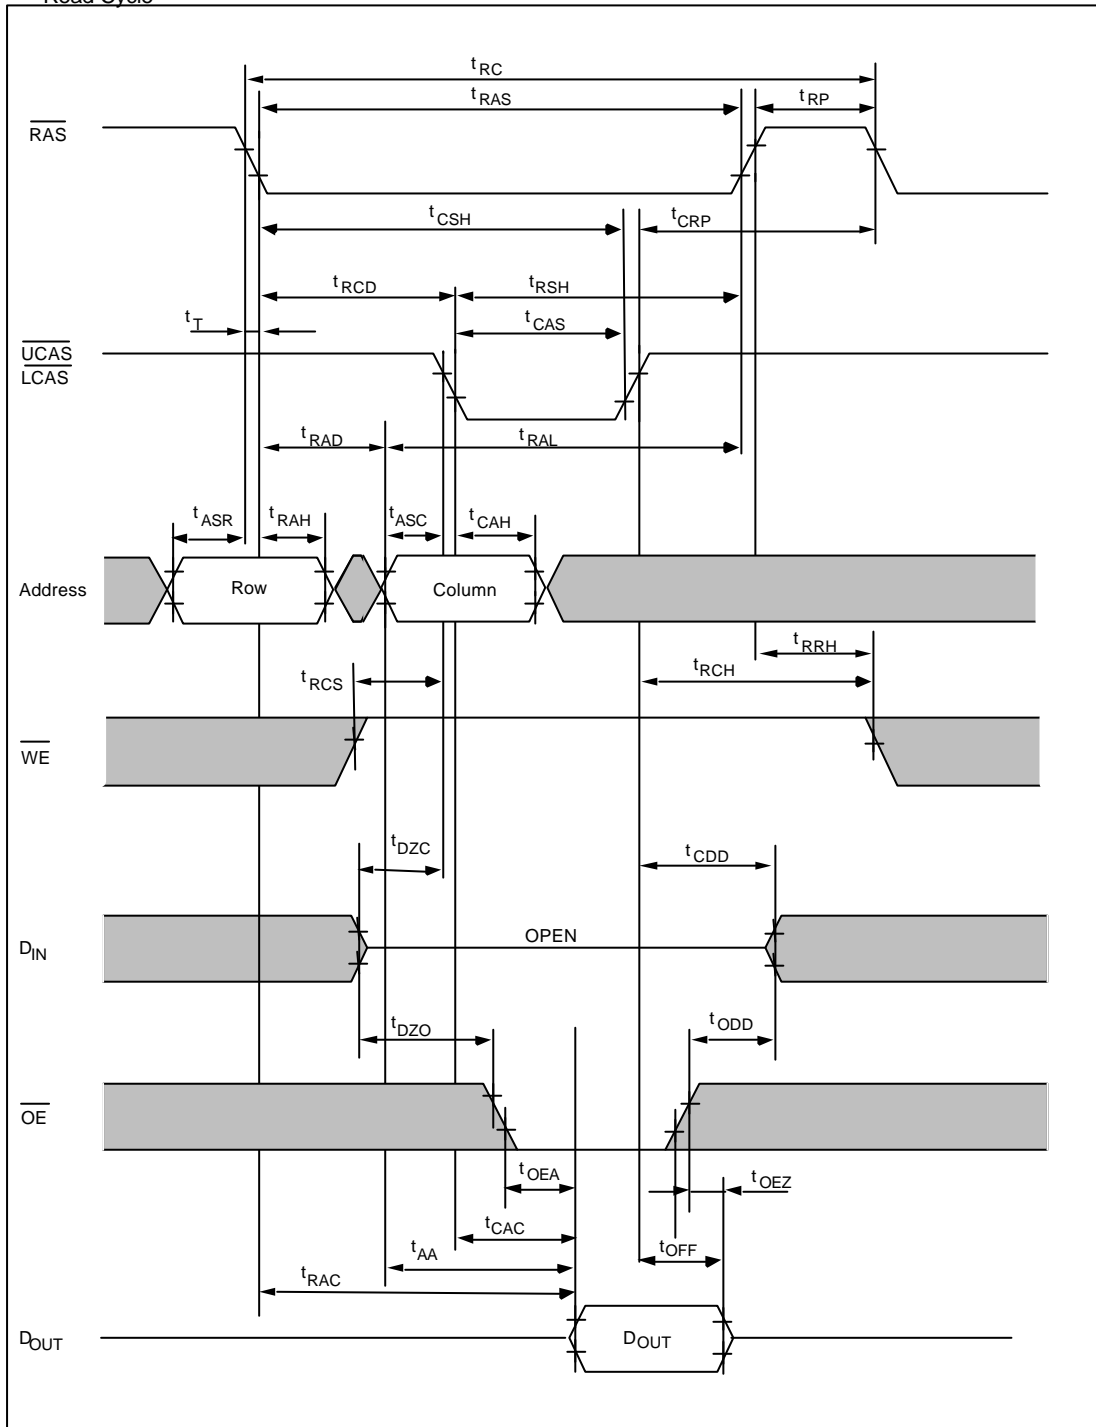 Read Cycle
tRC
tRAS
tRP
RAS
tCSH
tCRP
tRCD
tRSH
tT
tCAS
UCAS
LCAS
tRAD
tRAL
tASR
tRAH
tASC
tCAH
Address
Row
Column
tRRH
tRCS
tRCH
WE
tDZC
tCDD
DIN
OPEN
tDZO
tODD
OE
tOEA
tOEZ
tCAC
tOFF
tAA
tRAC
DOUT
DOUT